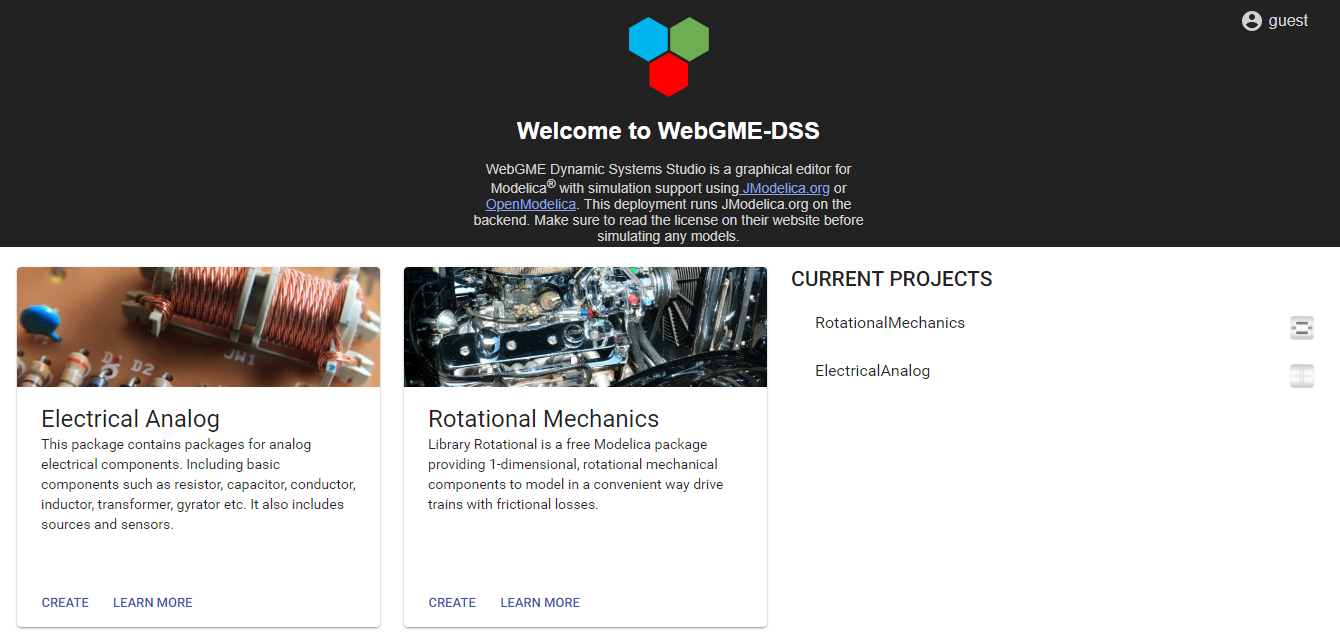 guest
Welcome to WebGME-DSS
WebGME Dynamic Systems Studio is a graphical editor for
Modelica® with simulation support using JModelica.org or
OpenModelica. This deployment runs JModelica.org on the
backend. Make sure to read the license on their website before
simulating any models.
JW1
D1
D2
Electrical Analog
This package contains packages for analog
electrical components. Including basic
components such as resistor, capacitor, conductor,
inductor, transformer, gyrator etc. It also includes
sources and sensors.
CREATE LEARN MORE
Rotational Mechanics
Library Rotational is a free Modelica package
providing 1-dimensional, rotational mechanical
components to model in a convenient way drive
trains with frictional losses.
CREATE LEARN MORE
CURRENT PROJECTS
RotationalMechanics
ElectricalAnalog